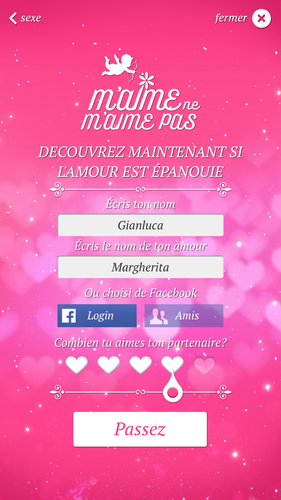 sexe
fermer
m'aime ne
m'aime pas
DECOUVREZ MAINTENANT SI
L'AMOUR EST ÉPANOUIE
Écris ton nom
Gianluca
Écris le nom de ton amour
Margherita
Ou choisi de Facebook
Login
Amis
Combien tu aimes ton partenaire?
Passez